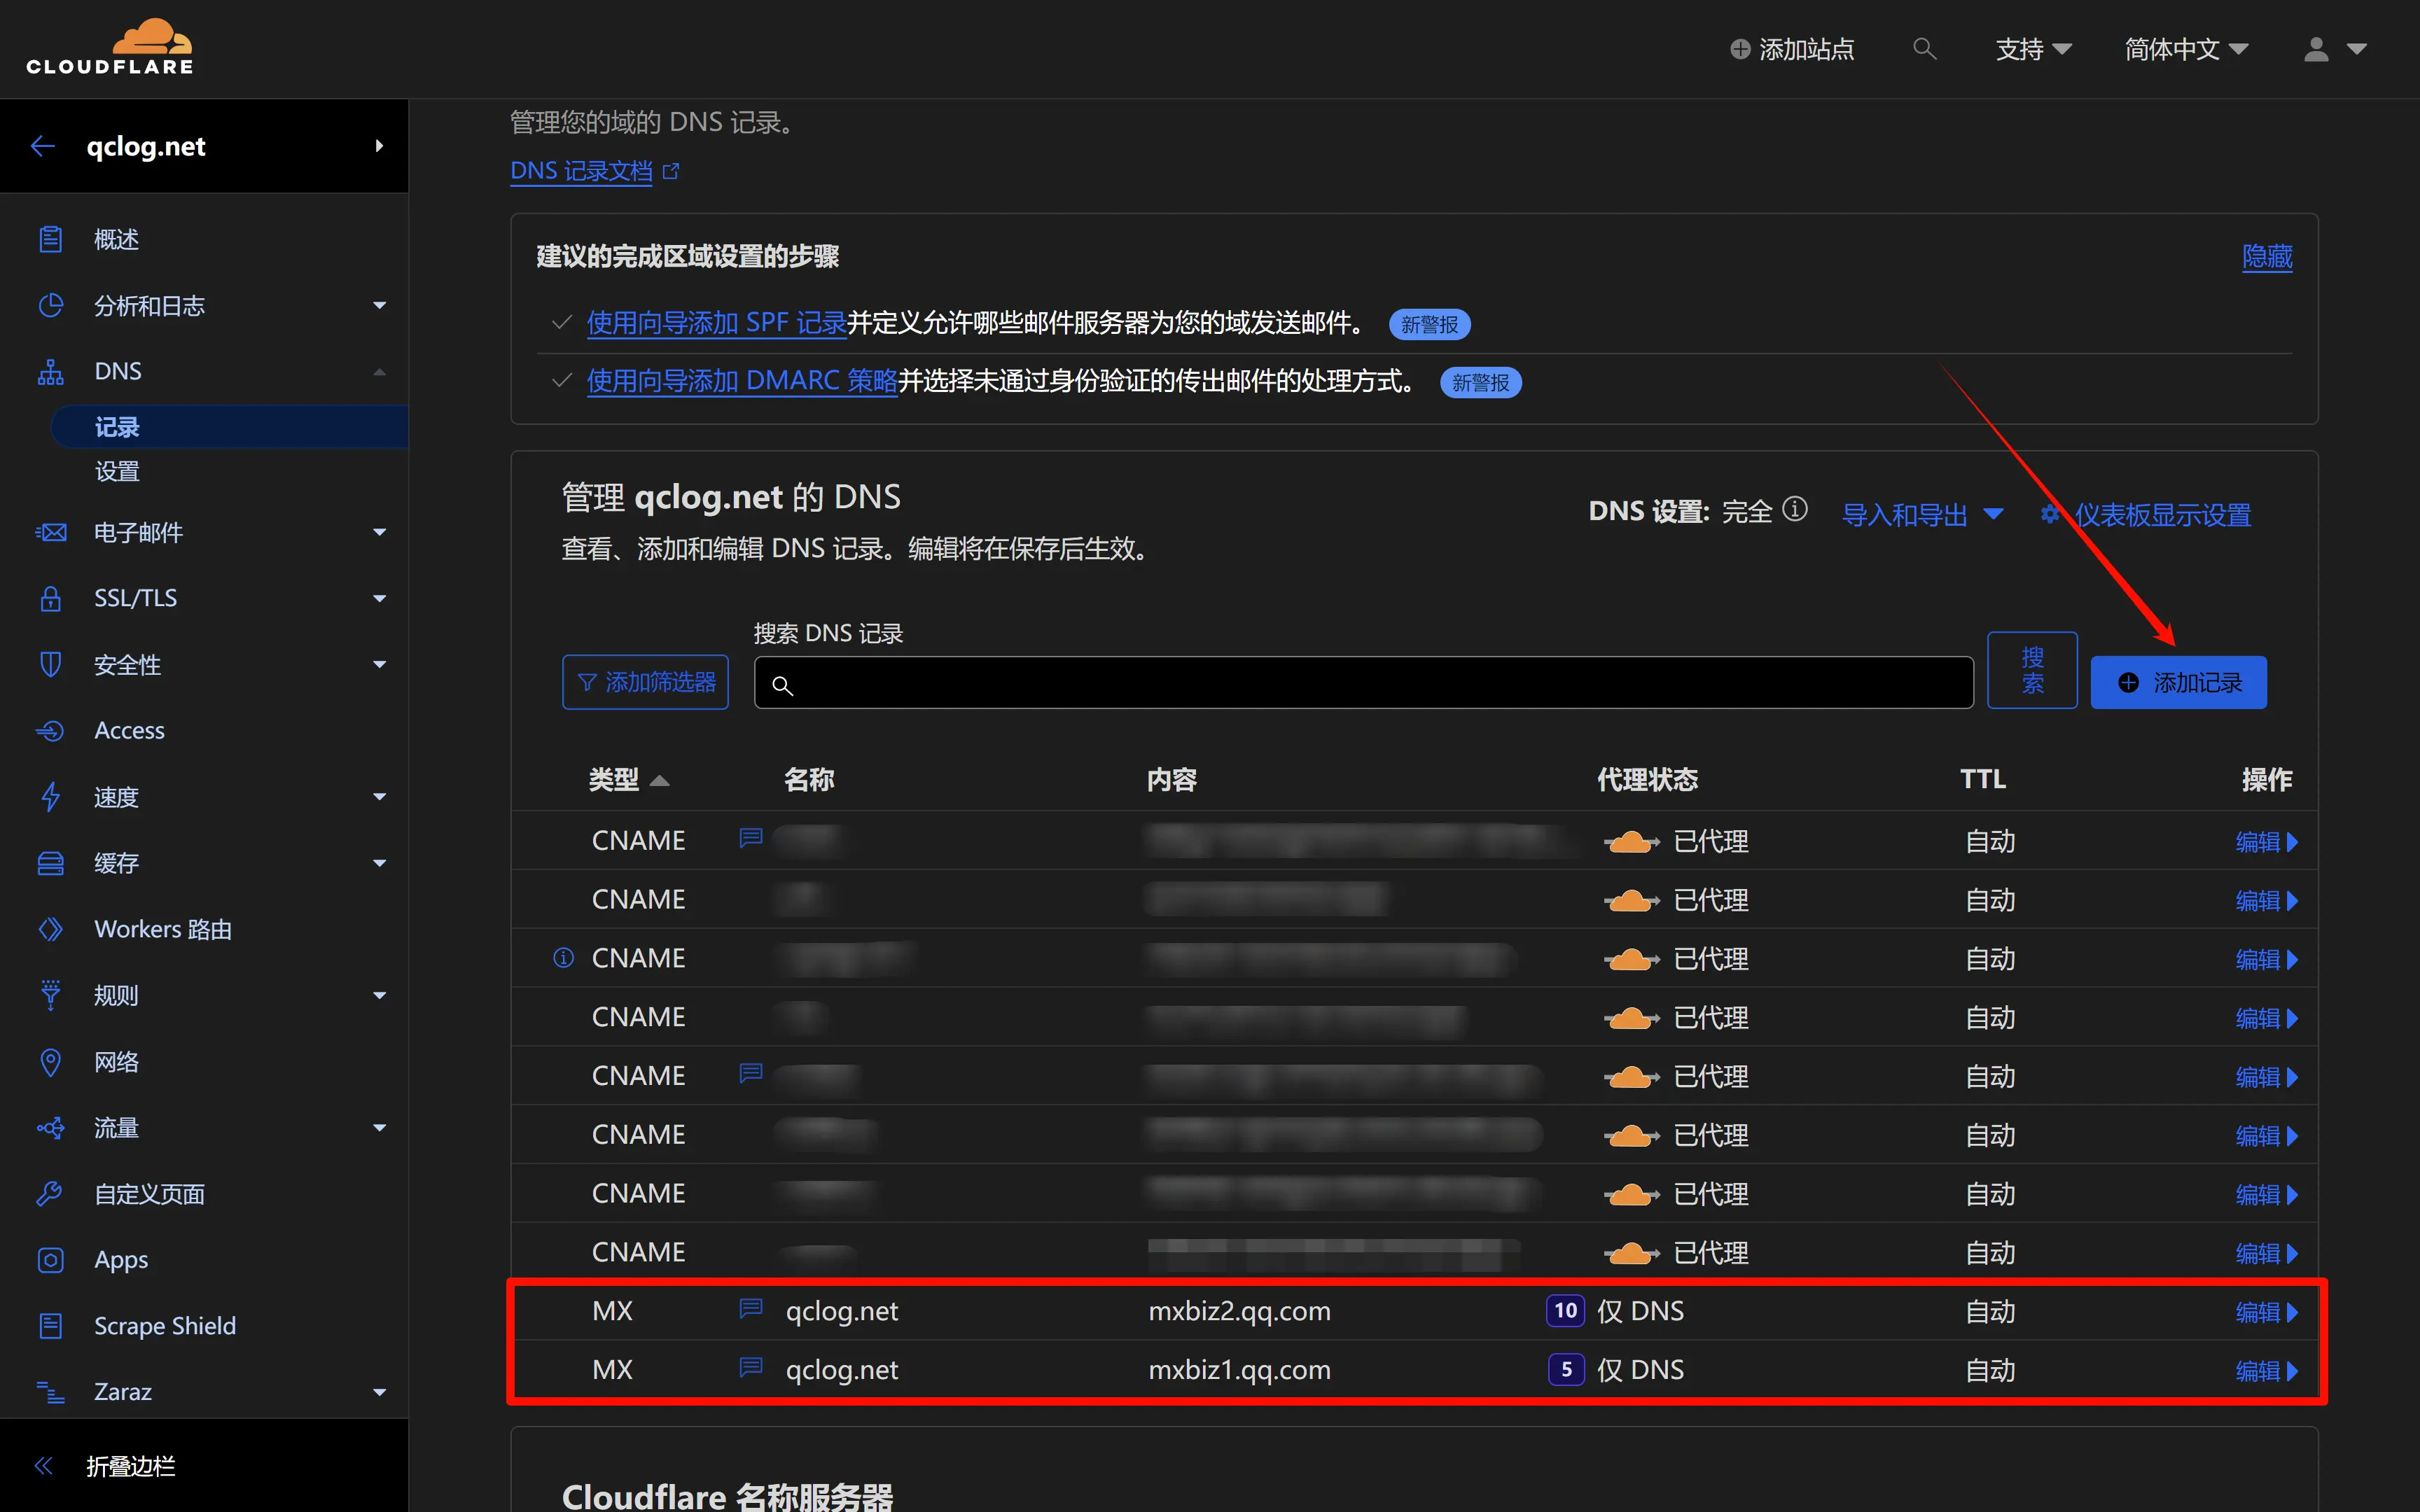 CLOUDFLARE
添加站点
支持
简体中文
qclog.net
概述
分析和日志
DNS
记录
设置
电子邮件
SSL/TLS
安全性
Access
速度
缓存
Workers 路由
规则
网络
流量
自定义页面
Apps
Scrape Shield
Zaraz
折叠边栏
管理您的域的 DNS 记录。
DNS 记录文档
建议的完成区域设置的步骤
隐藏
使用向导添加 SPF 记录并定义允许哪些邮件服务器为您的域发送邮件。 新警报
使用向导添加 DMARC 策略并选择未通过身份验证的传出邮件的处理方式。 新警报
管理 qclog.net 的 DNS
查看、添加和编辑 DNS 记录。编辑将在保存后生效。
DNS 设置: 完全
导入和导出
仪表板显示设置
搜索 DNS 记录
添加筛选器
搜
索
添加记录
类型 名称 内容 代理状态 TTL 操作
CNAME 已代理 自动 编辑
CNAME 已代理 自动 编辑
CNAME 已代理 自动 编辑
CNAME 已代理 自动 编辑
CNAME 已代理 自动 编辑
CNAME 已代理 自动 编辑
CNAME 已代理 自动 编辑
CNAME 已代理 自动 编辑
MX qclog.net mxbiz2.qq.com 10 仅 DNS 自动 编辑
MX qclog.net mxbiz1.qq.com 5 仅 DNS 自动 编辑
Cloudflare 名称服务器